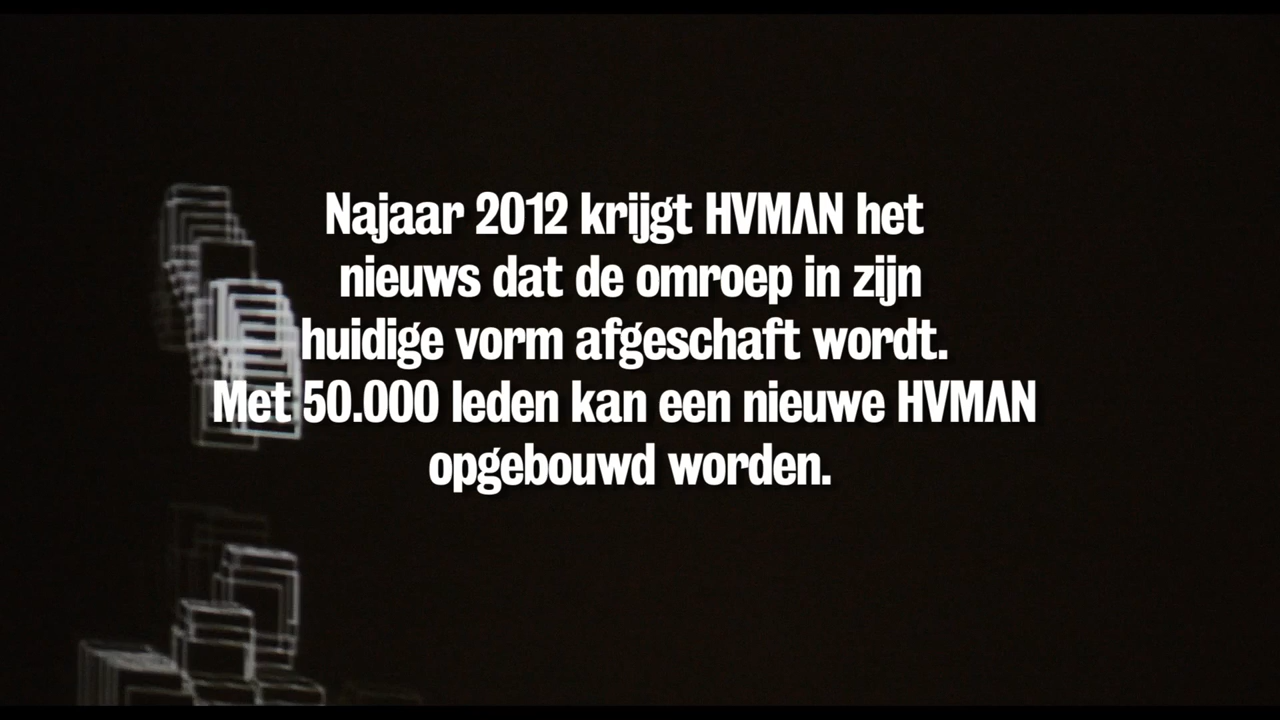 Najaar 2012 krijgt HVMΛN het
nieuws dat de omroep in zijn
huidige vorm afgeschaft wordt.
Met 50.000 leden kan een nieuwe HVMΛN
opgebouwd worden.